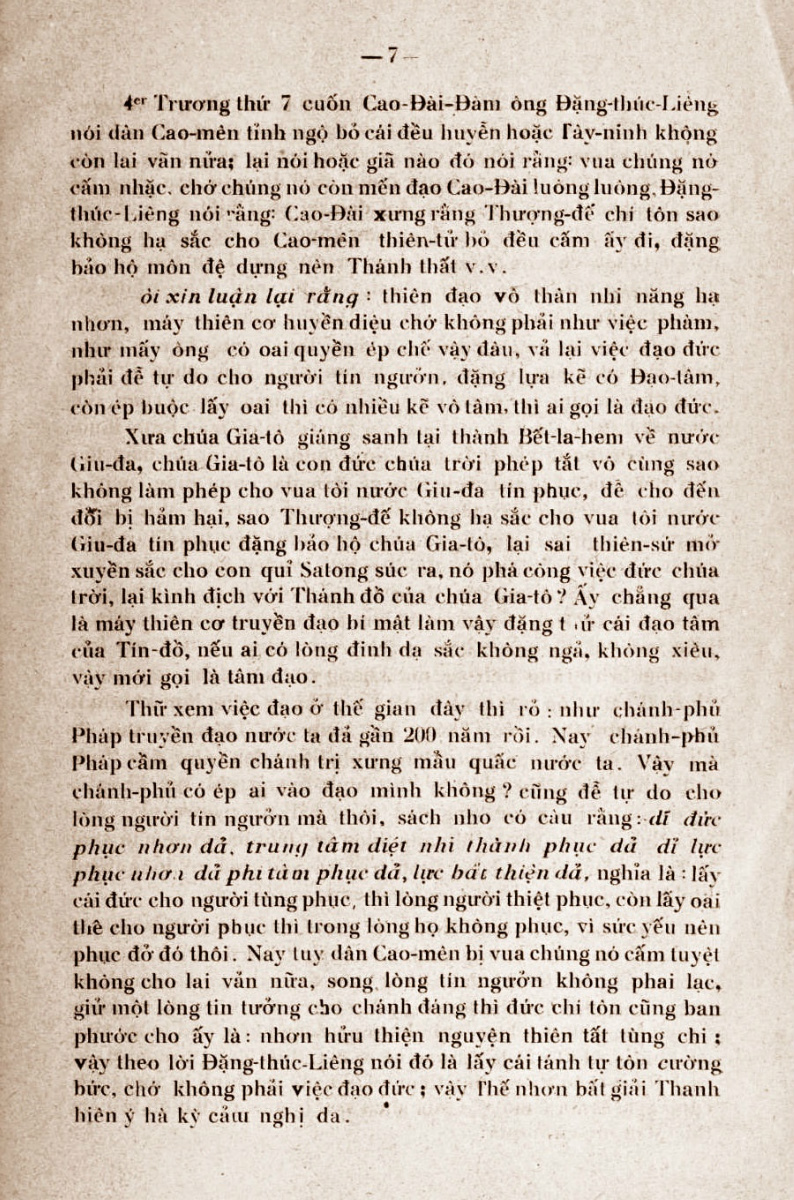 — 7 —
4er Trương thứ 7 cuốn Cao-Đài-Đàm ông Đặng-thúc-Liêng
nói dân Cao-mên tỉnh ngộ bỏ cái đều huyễn hoặc Tây-ninh không
còn lai vãn nửa; lại nói hoặc giã nào đó nói rằng: vua chúng nó
cấm nhặc, chớ chúng nó còn mến đạo Cao-Đài luông luông. Đặng-
thúc-Liêng nói rằng: Cao-Đài xưng rằng Thượng-đế chí tôn sao
không hạ sắc cho Cao-mên thiên-tử bỏ đều cấm ấy đi, đặng
bảo hộ môn đệ dựng nên Thánh thất v.v.
ôi xin luận lại rằng : thiên đạo vô thân nhi năng hạ
nhơn, máy thiên cơ huyền diệu chớ không phải như việc phàm,
như mấy ông có oai quyền ép chế vậy đâu, vả lại việc đạo đức
phải để tự do cho người tín ngưởn, đặng lựa kẽ có Đạo-tâm,
còn ép buộc lấy oai thì có nhiều kẽ vô tâm, thì ai gọi là đạo đức.
Xưa chúa Gia-tô giáng sanh tại thành Bết-la-hem về nước
Giu-đa, chúa Gia-tô là con đức chúa trời phép tắt vô cùng sao
không làm phép cho vua tôi nước Giu-đa tín phục, để cho đến
đổi bị hảm hại, sao Thượng-đế không hạ sắc cho vua tôi nước
Giu-đa tín phục đặng bảo hộ chúa Gia-tô, lại sai thiên-sứ mở
xuyền sắc cho con quỉ Satong súc ra, nó phá công việc đức chúa
trời, lại kình địch với Thánh đồ của chúa Gia-tô ? Ấy chẳng qua
là máy thiên cơ truyền đạo bí mật làm vậy đặng t ử cái đạo tâm
của Tín-đồ, nếu ai có lòng đinh dạ sắc không ngả, không xiêu,
vậy mới gọi là tâm đạo.
Thữ xem việc đạo ở thế gian đây thì rỏ : như chánh-phủ
Pháp truyền đạo nước ta đã gần 200 năm rồi. Nay chánh-phủ
Pháp cầm quyền chánh trị xưng mẩu quấc nước ta. Vậy mà
chánh-phủ có ép ai vào đạo mình không ? cũng để tự do cho
lòng người tín ngưởn mà thôi, sách nho có câu rằng : dĩ đức
phục nhơn dả, trung tâm diệt nhi thành phục dả dĩ lực
phục nhơn dả phi tâm phục dả, lực bất thiện dả, nghĩa là : lấy
cái đức cho người tùng phục, thì lòng người thiệt phục, còn lấy oai
thê cho người phục thì trong lòng họ không phục, vì sức yếu nên
phục đở đó thôi. Nay tuy dân Cao-mên bị vua chúng nó cấm tuyệt
không cho lai vản nữa, song lòng tín ngưởn không phai lạc,
giử một lòng tin tưởng cho chánh đáng thì đức chí tôn cũng ban
phước cho ấy là : nhơn hửu thiện nguyện thiên tất tùng chi ;
vậy theo lời Đặng-thúc-Liêng nói đó là lấy cái tánh tự tôn cường
bức, chớ không phải việc đạo đức ; vậy Thế nhơn bất giải Thanh
hiên ý hà kỳ cảm nghị da.